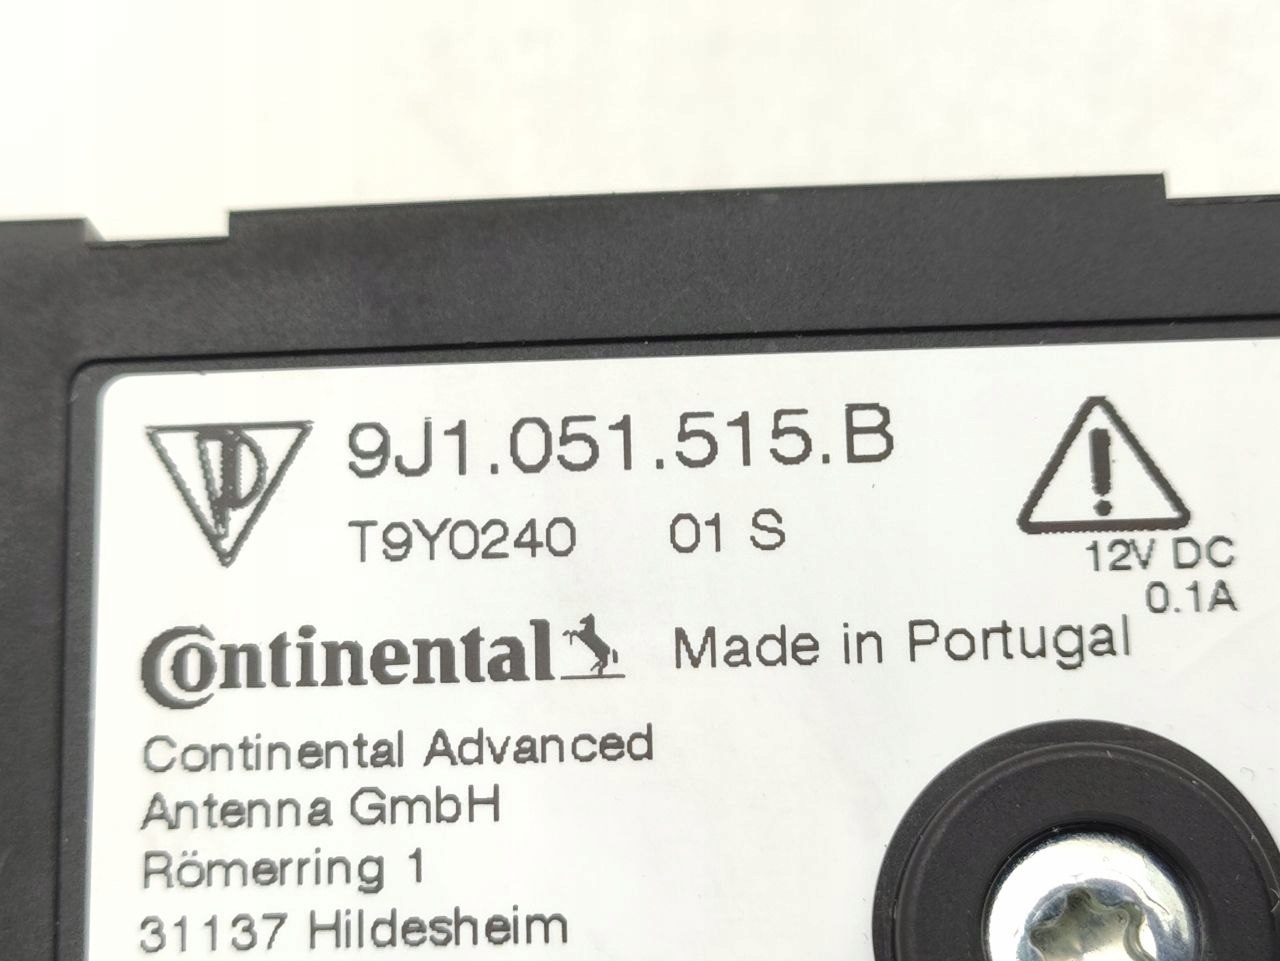 9J1.051.515.B
T9Y0240 01 S
12V DC
0.1A
Continental Made in Portugal
Continental Advanced
Antenna GmbH
Römerring 1
31137 Hildesheim